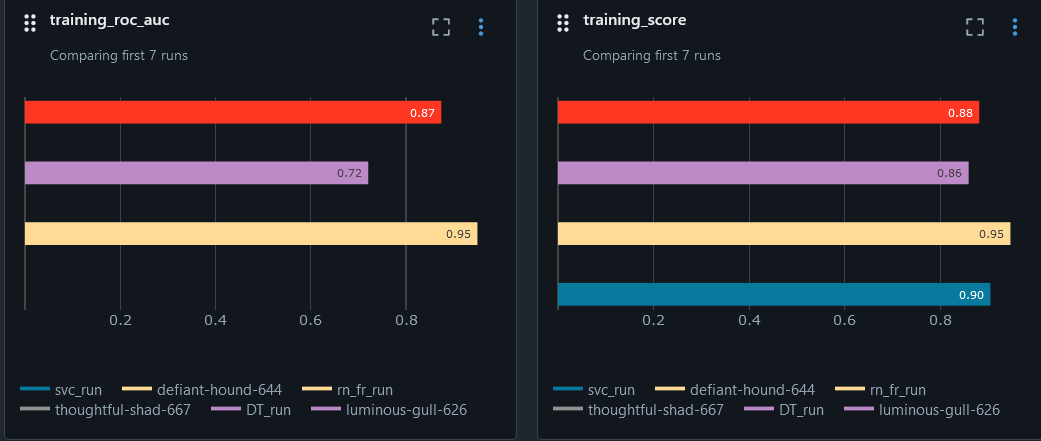 training_roc_auc
Comparing first 7 runs
0.87
0.72
0.95
0.2 0.4 0.6 0.8
svc_run defiant-hound-644 rn_fr_run
thoughtful-shad-667 DT_run luminous-gull-626
training_score
Comparing first 7 runs
0.88
0.86
0.95
0.90
0.2 0.4 0.6 0.8
svc_run defiant-hound-644 rn_fr_run
thoughtful-shad-667 DT_run luminous-gull-626